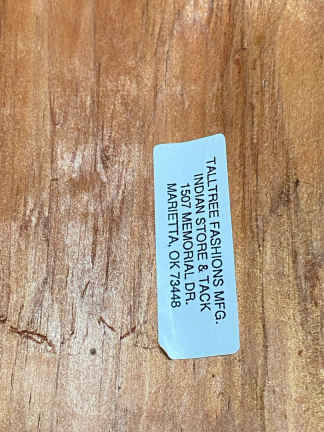 TALLTREE FASHIONS MFG.
INDIAN STORE & TACK
1507 MEMORIAL DR.
MARIETTA, OK 73448